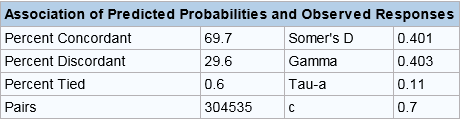 Association of Predicted Probabilities and Observed Responses
Percent Concordant 69.7 Somer's D 0.401
Percent Discordant 29.6 Gamma 0.403
Percent Tied 0.6 Tau-a 0.11
Pairs 304535 c 0.7